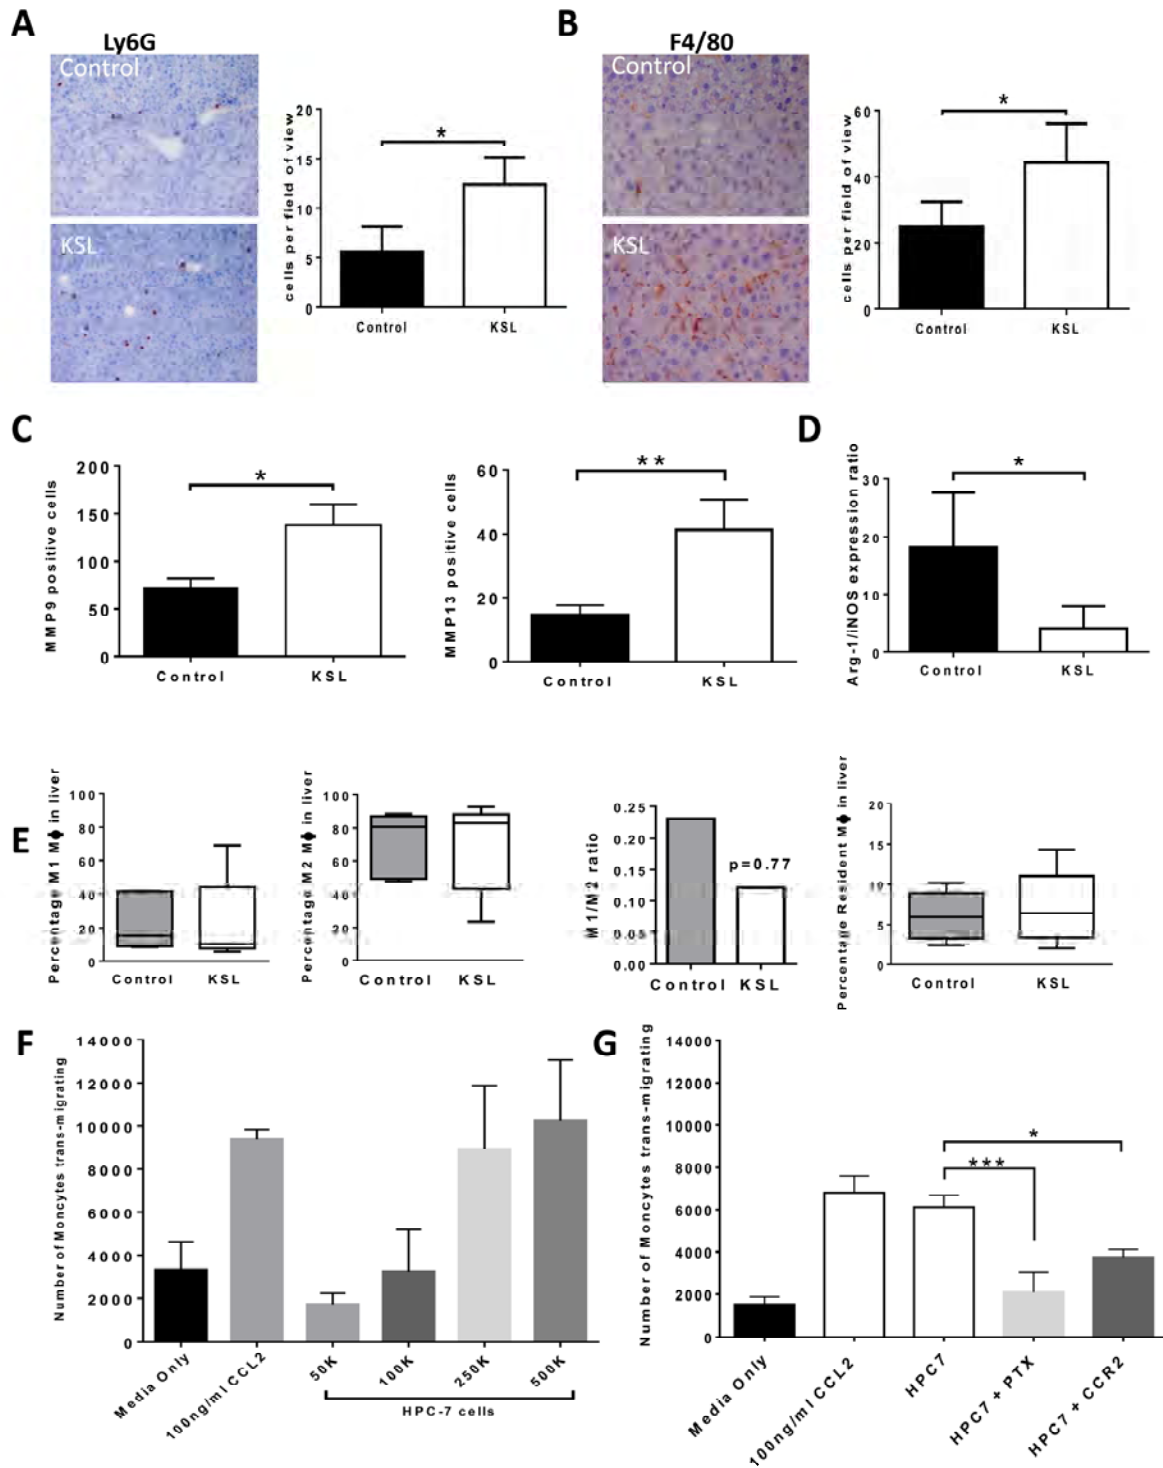 A
Ly6G
Control
KSL
cells per field of view
20
15
10
5
0
*
Control
KSL
B
F4/80
Control
KSL
cells per field of view
60
40
20
0
*
Control
KSL
C
MMP9 positive cells
200
150
100
50
0
*
Control
KSL
MMP13 positive cells
60
40
20
0
**
Control
KSL
D
Arg-1/iNOS expression ratio
30
20
10
0
*
Control
KSL
E
Percentage M1 Mϕ in liver
100
80
60
40
20
0
Control
KSL
Percentage M2 Mϕ in liver
100
80
60
40
20
0
Control
KSL
M1/M2 ratio
0.25
0.20
0.15
0.10
0.05
0.00
p=0.77
Control
KSL
Percentage Resident Mϕ in liver
20
15
10
5
0
Control
KSL
F
Number of Moncytes trans-migrating
14000
12000
10000
8000
6000
4000
2000
0
Media Only
100ng/ml CCL2
50K
100K
250K
500K
HPC-7 cells
G
Number of Moncytes trans-migrating
14000
12000
10000
8000
6000
4000
2000
0
*
***
Media Only
100ng/ml CCL2
HPC7
HPC7 + PTX
HPC7 + CCR2